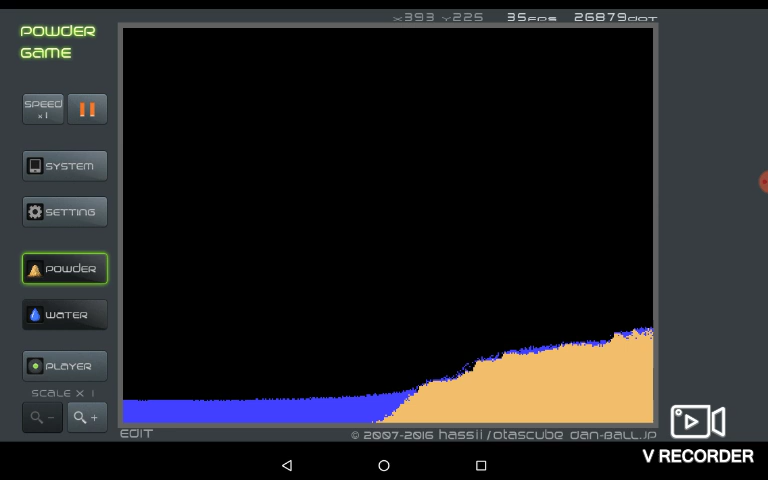 x393 y225 35fps 26879dot
POWDER
GAME
SPEED
x1
SYSTEM
SETTING
POWDER
WATER
PLAYER
SCALE x 1
EDIT
© 2007-2016 hassii/otascube dan-ball.jp
V RECORDER